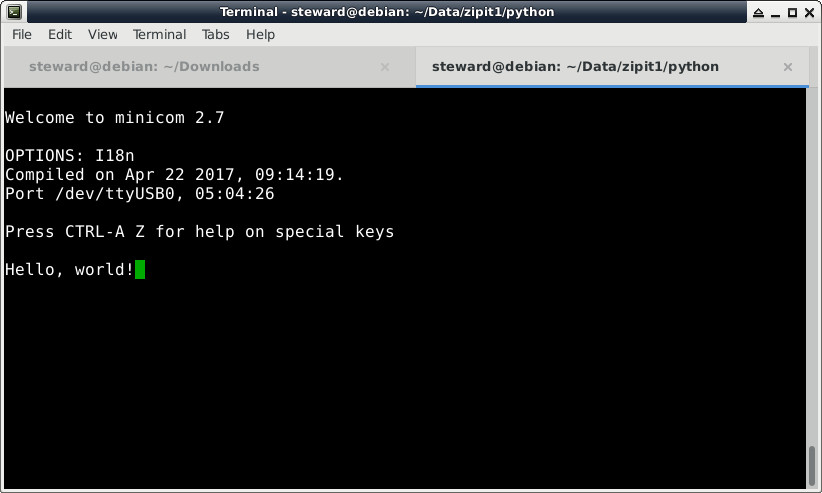 Terminal - steward@debian: ~/Data/zipit1/python
File Edit View Terminal Tabs Help
steward@debian: ~/Downloads × steward@debian: ~/Data/zipit1/python ×
Welcome to minicom 2.7
OPTIONS: I18n
Compiled on Apr 22 2017, 09:14:19.
Port /dev/ttyUSB0, 05:04:26
Press CTRL-A Z for help on special keys
Hello, world!